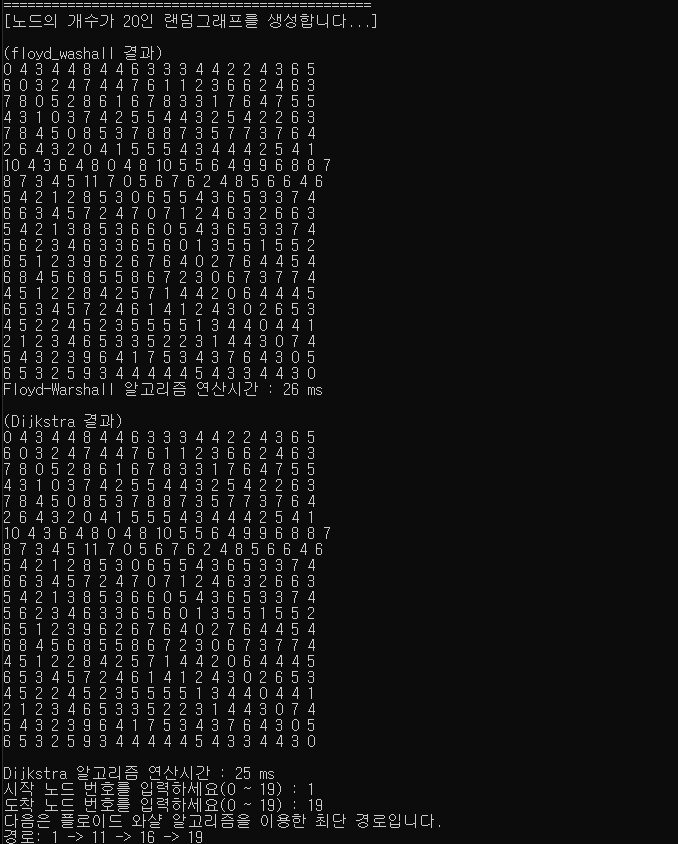 ==============================================
[노드의 개수가 20인 랜덤그래프를 생성합니다...]
(floyd_washall 결과)
0 4 3 4 4 8 4 4 6 3 3 3 4 4 2 2 4 3 6 5
6 0 3 2 4 7 4 4 7 6 1 1 2 3 6 6 2 4 6 3
7 8 0 5 2 8 6 1 6 7 8 3 3 1 7 6 4 7 5 5
4 3 1 0 3 7 4 2 5 5 4 4 3 2 5 4 2 2 6 3
7 8 4 5 0 8 5 3 7 8 8 7 3 5 7 7 3 7 6 4
2 6 4 3 2 0 4 1 5 5 5 4 3 4 4 4 2 5 4 1
10 4 3 6 4 8 0 4 8 10 5 5 6 4 9 9 6 8 8 7
8 7 3 4 5 11 7 0 5 6 7 6 2 4 8 5 6 6 4 6
5 4 2 1 2 8 5 3 0 6 5 5 4 3 6 5 3 3 7 4
6 6 3 4 5 7 2 4 7 0 7 1 2 4 6 3 2 6 6 3
5 4 2 1 3 8 5 3 6 6 0 5 4 3 6 5 3 3 7 4
5 6 2 3 4 6 3 3 6 5 6 0 1 3 5 5 1 5 5 2
6 5 1 2 3 9 6 2 6 7 6 4 0 2 7 6 4 4 5 4
6 8 4 5 6 8 5 5 8 6 7 2 3 0 6 7 3 7 7 4
4 5 1 2 2 8 4 2 5 7 1 4 4 2 0 6 4 4 4 5
6 5 3 4 5 7 2 4 6 1 4 1 2 4 3 0 2 6 5 3
4 5 2 2 4 5 2 3 5 5 5 5 1 3 4 4 0 4 4 1
2 1 2 3 4 6 5 3 3 5 2 2 3 1 4 4 3 0 7 4
5 4 3 2 3 9 6 4 1 7 5 3 4 3 7 6 4 3 0 5
6 5 3 2 5 9 3 4 4 4 4 4 5 4 3 3 4 4 3 0
Floyd-Warshall 알고리즘 연산시간 : 26 ms
(Dijkstra 결과)
0 4 3 4 4 8 4 4 6 3 3 3 4 4 2 2 4 3 6 5
6 0 3 2 4 7 4 4 7 6 1 1 2 3 6 6 2 4 6 3
7 8 0 5 2 8 6 1 6 7 8 3 3 1 7 6 4 7 5 5
4 3 1 0 3 7 4 2 5 5 4 4 3 2 5 4 2 2 6 3
7 8 4 5 0 8 5 3 7 8 8 7 3 5 7 7 3 7 6 4
2 6 4 3 2 0 4 1 5 5 5 4 3 4 4 4 2 5 4 1
10 4 3 6 4 8 0 4 8 10 5 5 6 4 9 9 6 8 8 7
8 7 3 4 5 11 7 0 5 6 7 6 2 4 8 5 6 6 4 6
5 4 2 1 2 8 5 3 0 6 5 5 4 3 6 5 3 3 7 4
6 6 3 4 5 7 2 4 7 0 7 1 2 4 6 3 2 6 6 3
5 4 2 1 3 8 5 3 6 6 0 5 4 3 6 5 3 3 7 4
5 6 2 3 4 6 3 3 6 5 6 0 1 3 5 5 1 5 5 2
6 5 1 2 3 9 6 2 6 7 6 4 0 2 7 6 4 4 5 4
6 8 4 5 6 8 5 5 8 6 7 2 3 0 6 7 3 7 7 4
4 5 1 2 2 8 4 2 5 7 1 4 4 2 0 6 4 4 4 5
6 5 3 4 5 7 2 4 6 1 4 1 2 4 3 0 2 6 5 3
4 5 2 2 4 5 2 3 5 5 5 5 1 3 4 4 0 4 4 1
2 1 2 3 4 6 5 3 3 5 2 2 3 1 4 4 3 0 7 4
5 4 3 2 3 9 6 4 1 7 5 3 4 3 7 6 4 3 0 5
6 5 3 2 5 9 3 4 4 4 4 4 5 4 3 3 4 4 3 0
Dijkstra 알고리즘 연산시간 : 25 ms
시작 노드 번호를 입력하세요(0 ~ 19) : 1
도착 노드 번호를 입력하세요(0 ~ 19) : 19
다음은 플로이드 와샬 알고리즘을 이용한 최단 경로입니다.
경로: 1 -> 11 -> 16 -> 19